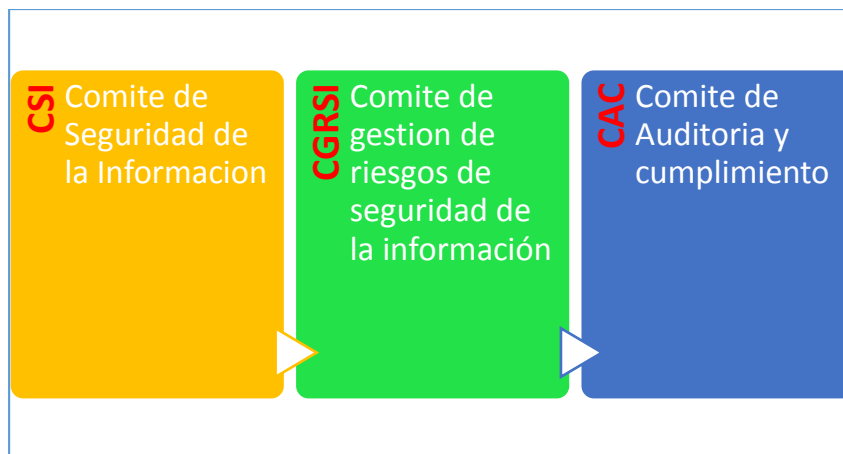 CSI
Comite de
Seguridad de
la Informacion
CGRSI
Comite de
gestion de
riesgos de
seguridad de
la información
CAC
Comite de
Auditoria y
cumplimiento